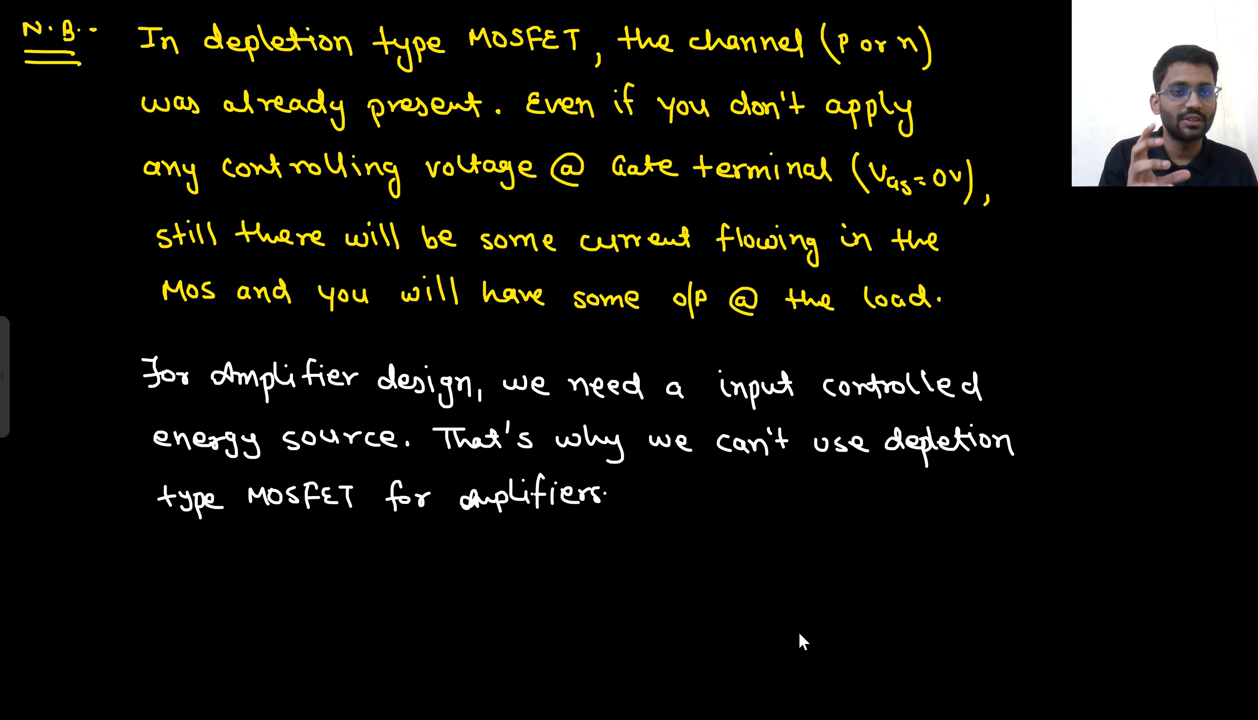 N.B.-
In depletion type MOSFET, the channel (P or n)
was already present. Even if you don't apply
any controlling voltage @ Gate terminal (VGS=0V),
still there will be some current flowing in the
MOS and you will have some o/p @ the load.
For Amplifier design, we need a input controlled
energy source. That's why we can't use depletion
type MOSFET for amplifiers.